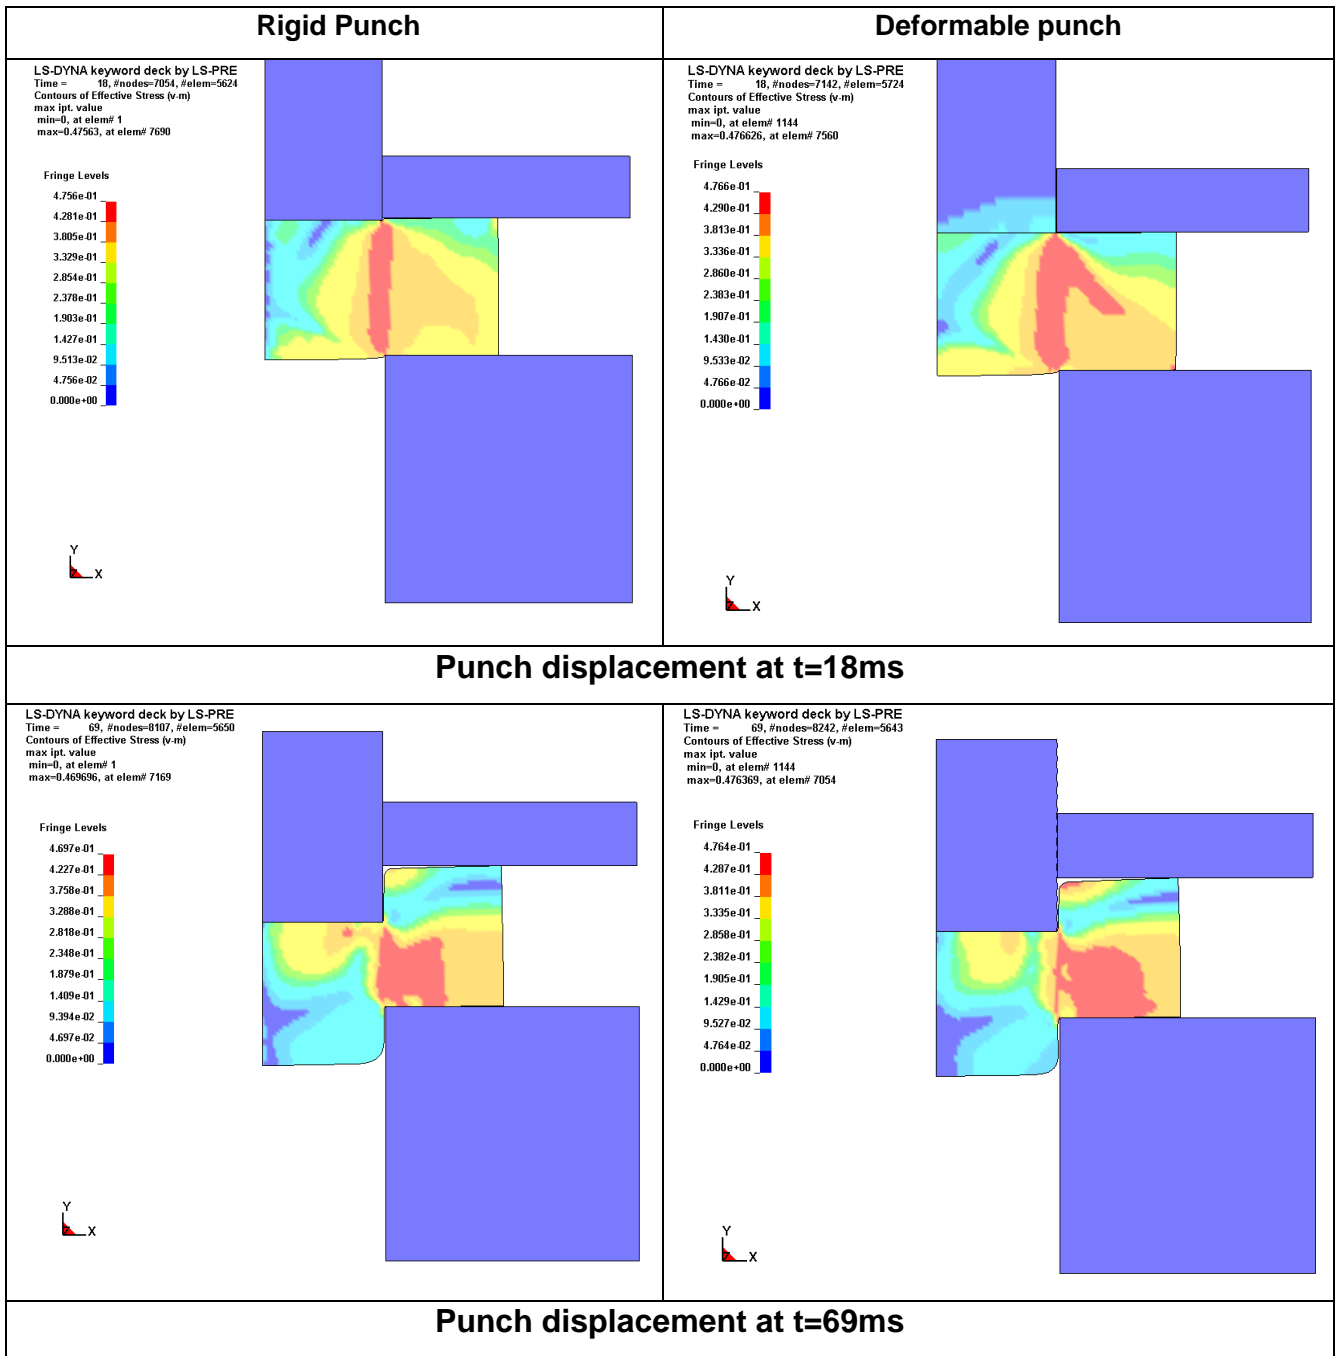 Rigid Punch
Deformable punch
LS-DYNA keyword deck by LS-PRE
Time = 18, #nodes=7054, #elem=5624
Contours of Effective Stress (v-m)
max ipt. value
min=0, at elem# 1
max=0.47563, at elem# 7690
Fringe Levels
4.756e-01
4.281e-01
3.805e-01
3.329e-01
2.854e-01
2.378e-01
1.903e-01
1.427e-01
9.513e-02
4.756e-02
0.000e+00
Y
Z X
LS-DYNA keyword deck by LS-PRE
Time = 18, #nodes=7142, #elem=5724
Contours of Effective Stress (v-m)
max ipt. value
min=0, at elem# 1144
max=0.476626, at elem# 7560
Fringe Levels
4.766e-01
4.290e-01
3.813e-01
3.336e-01
2.860e-01
2.383e-01
1.907e-01
1.430e-01
9.533e-02
4.766e-02
0.000e+00
Y
Z X
Punch displacement at t=18ms
LS-DYNA keyword deck by LS-PRE
Time = 69, #nodes=8107, #elem=5650
Contours of Effective Stress (v-m)
max ipt. value
min=0, at elem# 1
max=0.469696, at elem# 7169
Fringe Levels
4.697e-01
4.227e-01
3.758e-01
3.288e-01
2.818e-01
2.348e-01
1.879e-01
1.409e-01
9.394e-02
4.697e-02
0.000e+00
Y
Z X
LS-DYNA keyword deck by LS-PRE
Time = 69, #nodes=8242, #elem=5643
Contours of Effective Stress (v-m)
max ipt. value
min=0, at elem# 1144
max=0.476369, at elem# 7054
Fringe Levels
4.764e-01
4.287e-01
3.811e-01
3.335e-01
2.858e-01
2.382e-01
1.905e-01
1.429e-01
9.527e-02
4.764e-02
0.000e+00
Y
Z X
Punch displacement at t=69ms